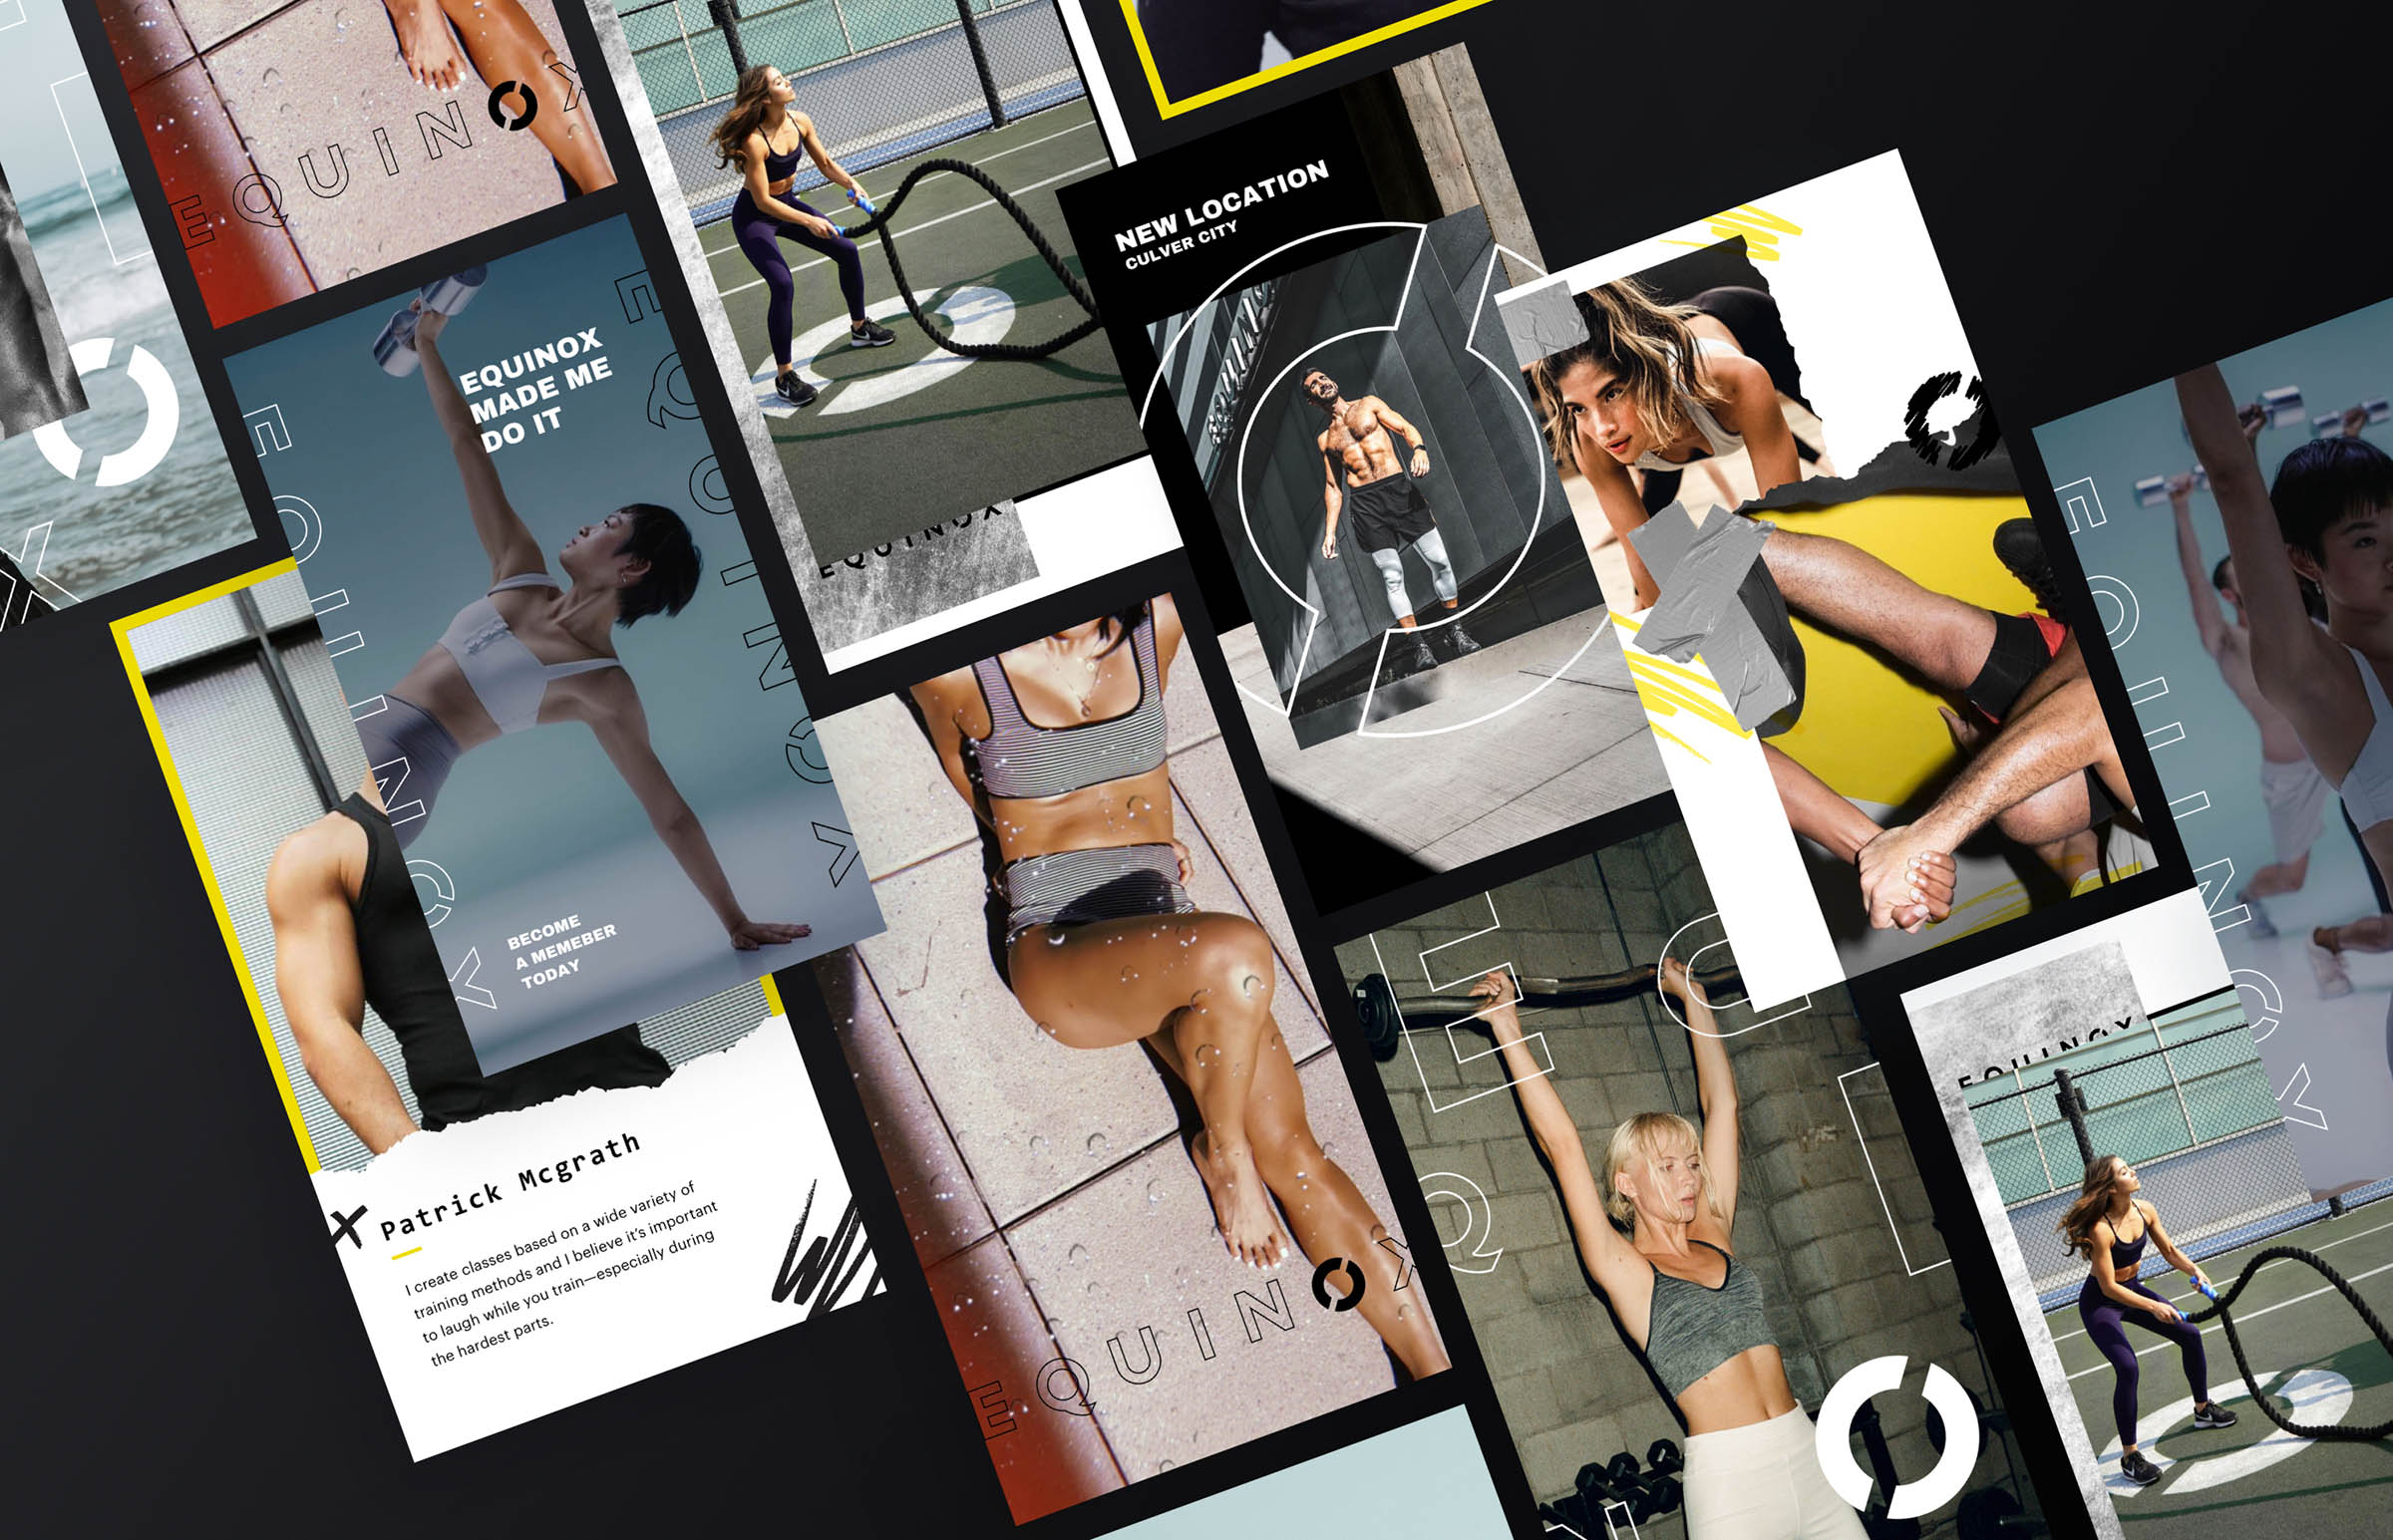 EQUINOX
EQUINOX
MADE ME
DO IT
EQUINOX
EQUINOX
BECOME
A MEMEBER
TODAY
EQUINOX
NEW LOCATION
CULVER CITY
EQUINOX
Patrick Mcgrath
I create classes based on a wide variety of
training methods and I believe it's important
to laugh while you train—especially during
the hardest parts.
EQUINOX
EQUINOX
EQUINOX